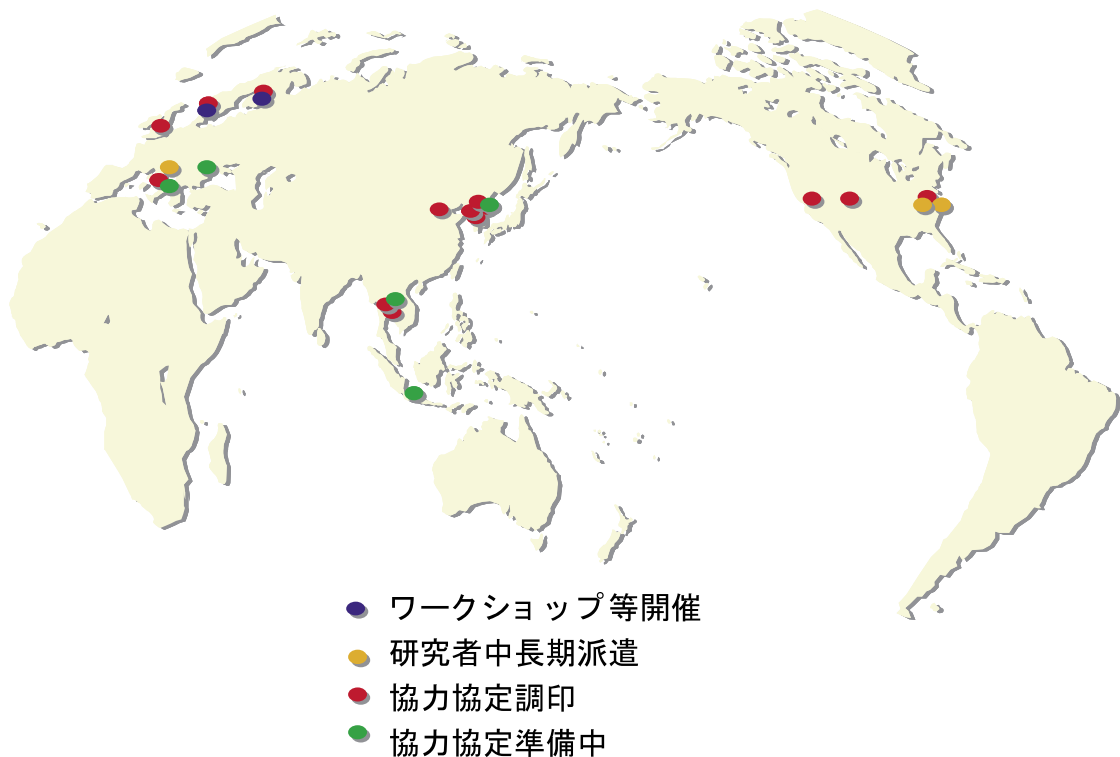 ワークショップ等開催
研究者中長期派遣
協力協定調印
協力協定準備中